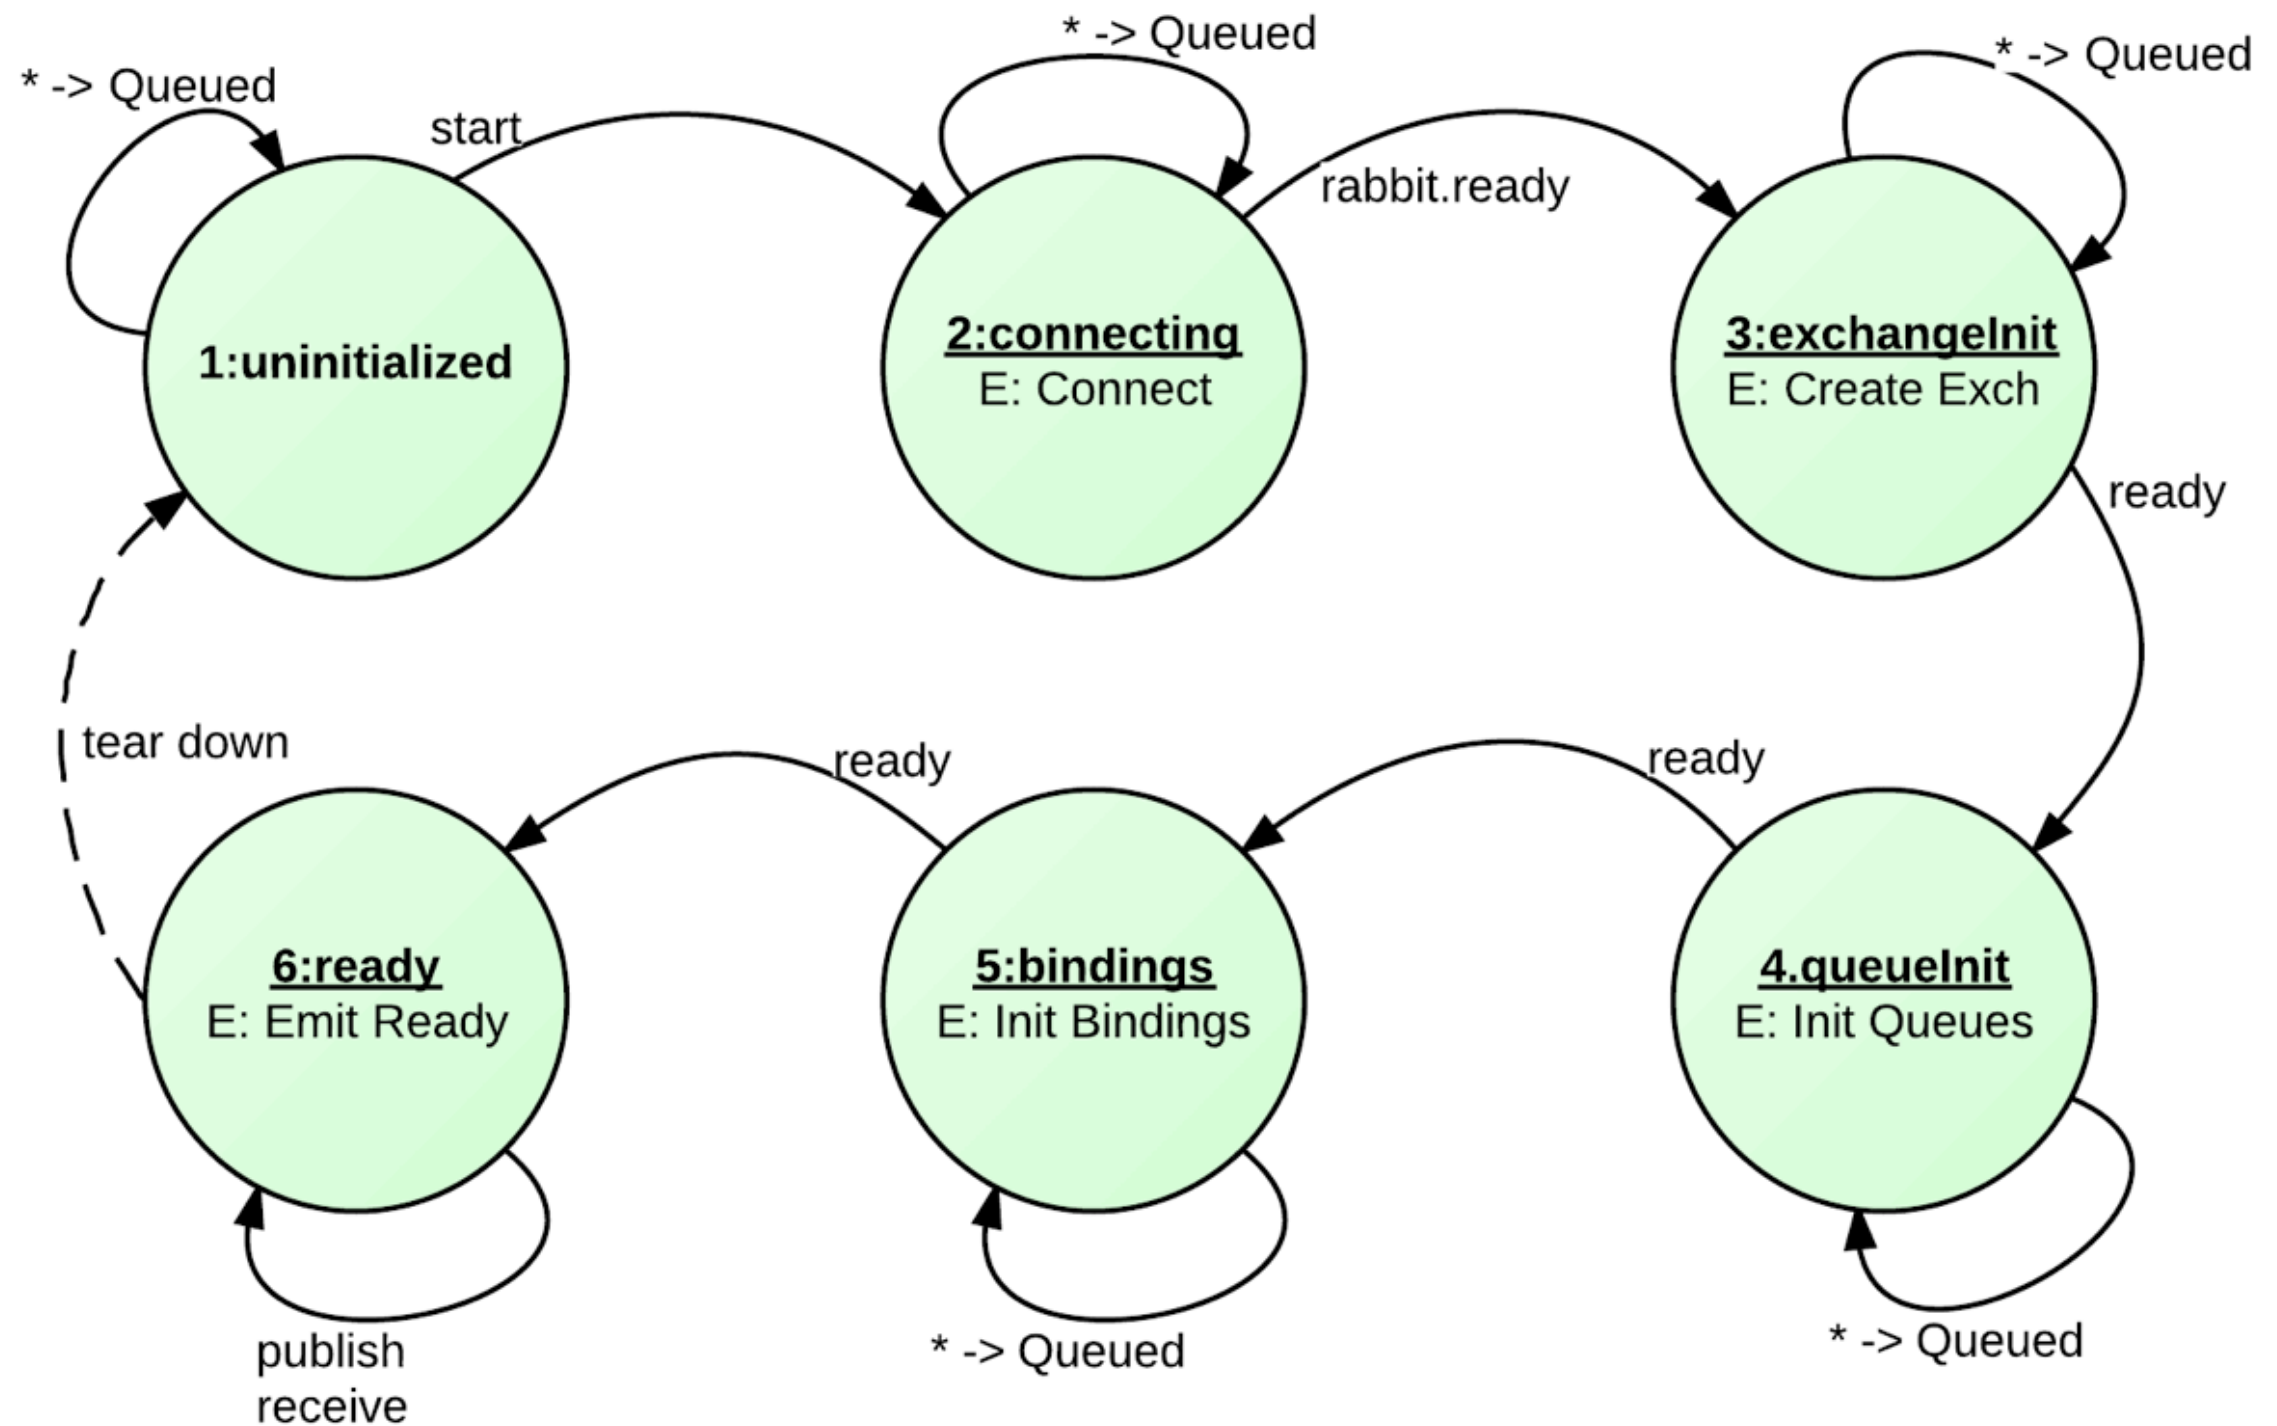 * -> Queued
start
* -> Queued
rabbit.ready
* -> Queued
1:uninitialized
2:connecting
E: Connect
3:exchangeInit
E: Create Exch
ready
tear down
ready
ready
6:ready
E: Emit Ready
5:bindings
E: Init Bindings
4.queueInit
E: Init Queues
publish
receive
* -> Queued
* -> Queued